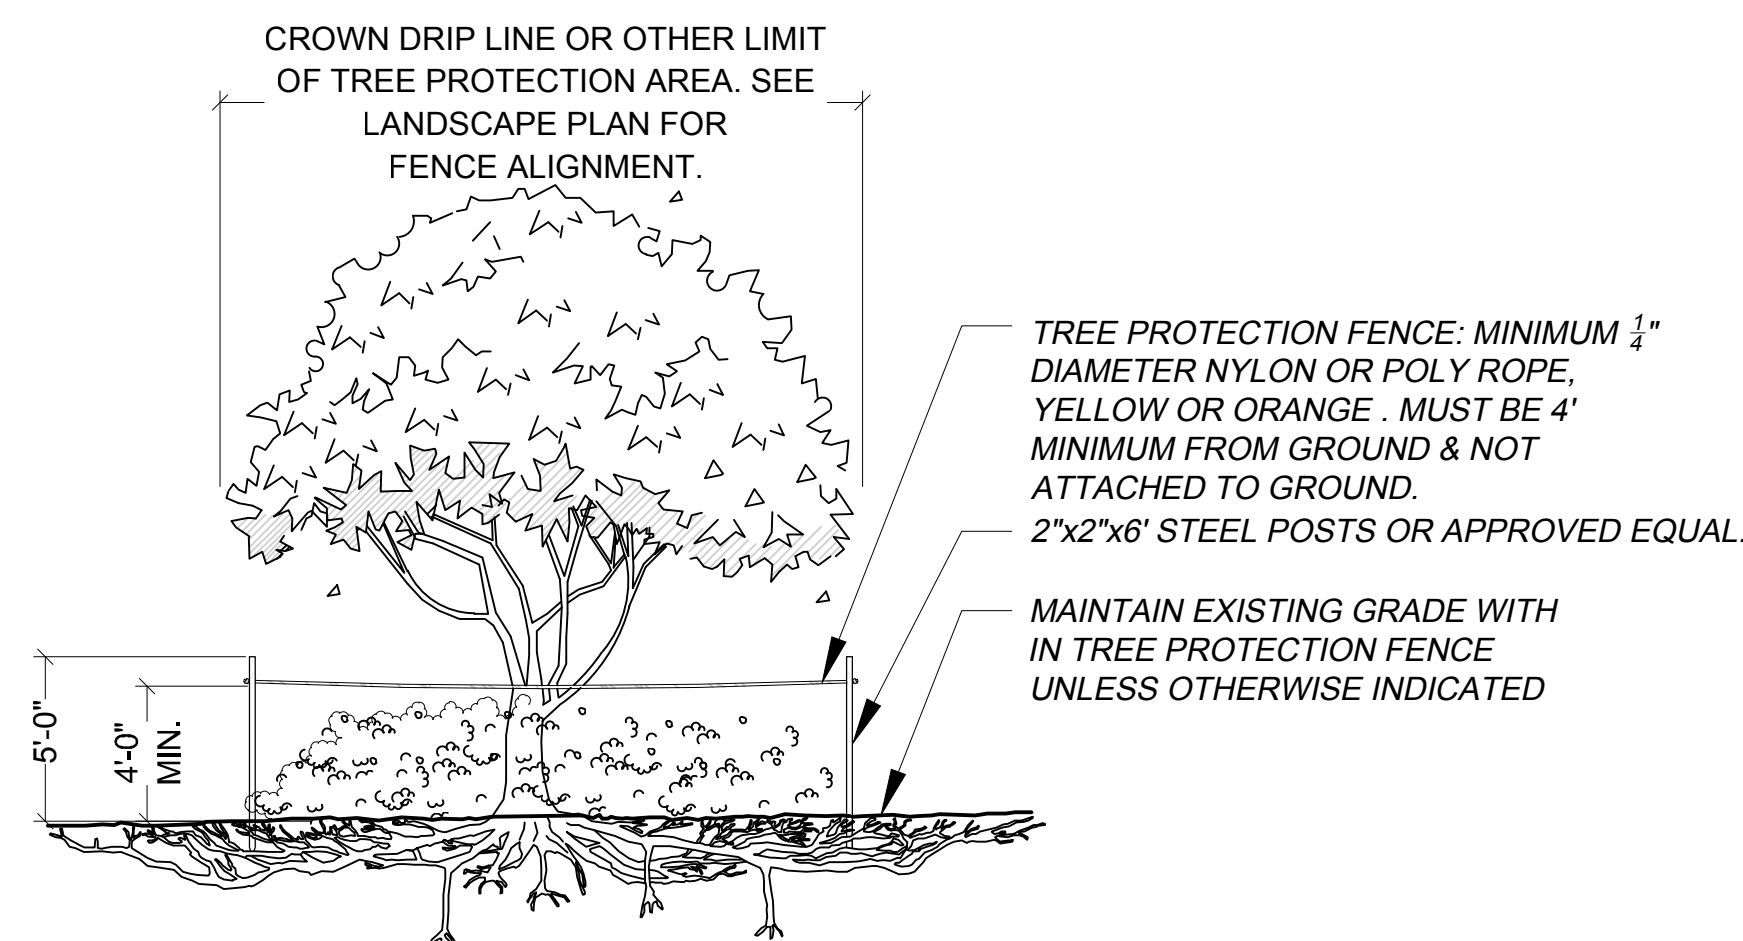 CROWN DRIP LINE OR OTHER LIMIT
OF TREE PROTECTION AREA. SEE
LANDSCAPE PLAN FOR
FENCE ALIGNMENT.
TREE PROTECTION FENCE: MINIMUM 1/4"
DIAMETER NYLON OR POLY ROPE,
YELLOW OR ORANGE . MUST BE 4'
MINIMUM FROM GROUND & NOT
ATTACHED TO GROUND.
2"x2"x6' STEEL POSTS OR APPROVED EQUAL.
MAINTAIN EXISTING GRADE WITH
IN TREE PROTECTION FENCE
UNLESS OTHERWISE INDICATED
5'-0"
4'-0"
MIN.